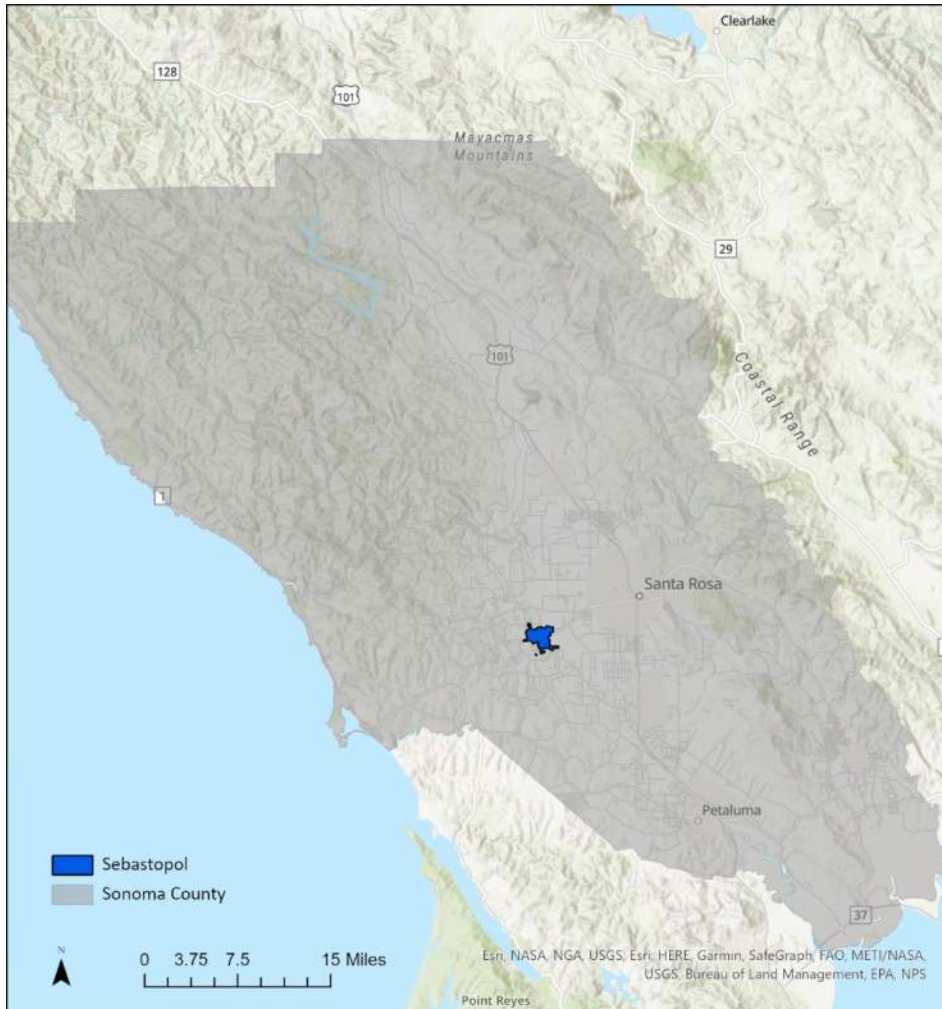 Clearlake
128
101
Mayacmas
Mountains
29
101
Coastal Range
1
Santa Rosa
Petaluma
Sebastopol
Sonoma County
37
N
0 3.75 7.5 15 Miles
Esri, NASA, NGA, USGS, Esri, HERE, Garmin, SafeGraph, FAO, METI/NASA,
USGS, Bureau of Land Management, EPA, NPS
Point Reyes